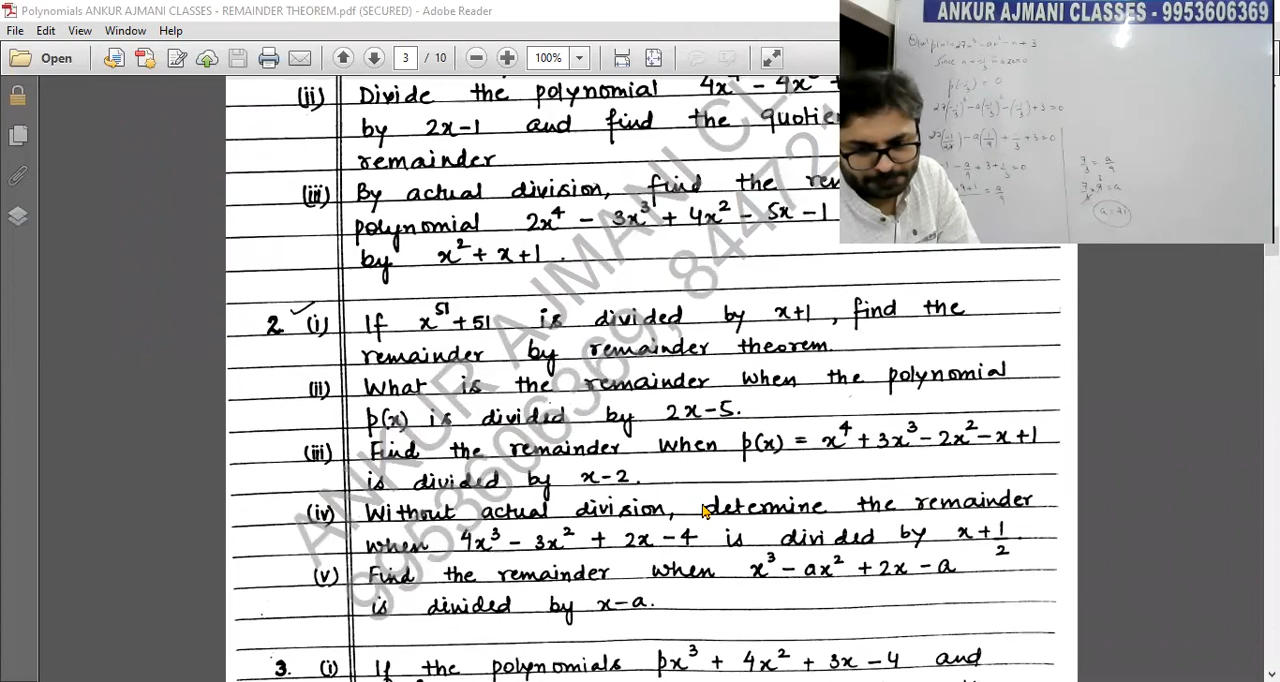 Polynomials ANKUR AJMANI CLASSES - REMAINDER THEOREM.pdf (SECURED) - Adobe Reader
File Edit View Window Help
Open 3 / 10 100%
ANKUR AJMANI CLASSES - 9953606369
(ii) Divide the polynomial 4x
by 2x-1 and find the
remainder
(iii) By actual division, find the
polynomial 2x⁴ - 3x³ + 4x² - 5x - 1
by x² + x + 1.
2 (i) If x⁵¹ + 51 is divided by x+1, find the
remainder by remainder theorem.
(ii) What is the remainder when the polynomial
p(x) is divided by 2x-5.
(iii) Find the remainder when p(x) = x⁴ + 3x³ - 2x² - x + 1
is divided by x-2.
(iv) Without actual division, determine the remainder
when 4x³ - 3x² + 2x - 4 is divided by x + 1/2
(v) Find the remainder when x³ - ax² + 2x - a
is divided by x-a.
3. (i) If the polynomials px³ + 4x² + 3x - 4 and